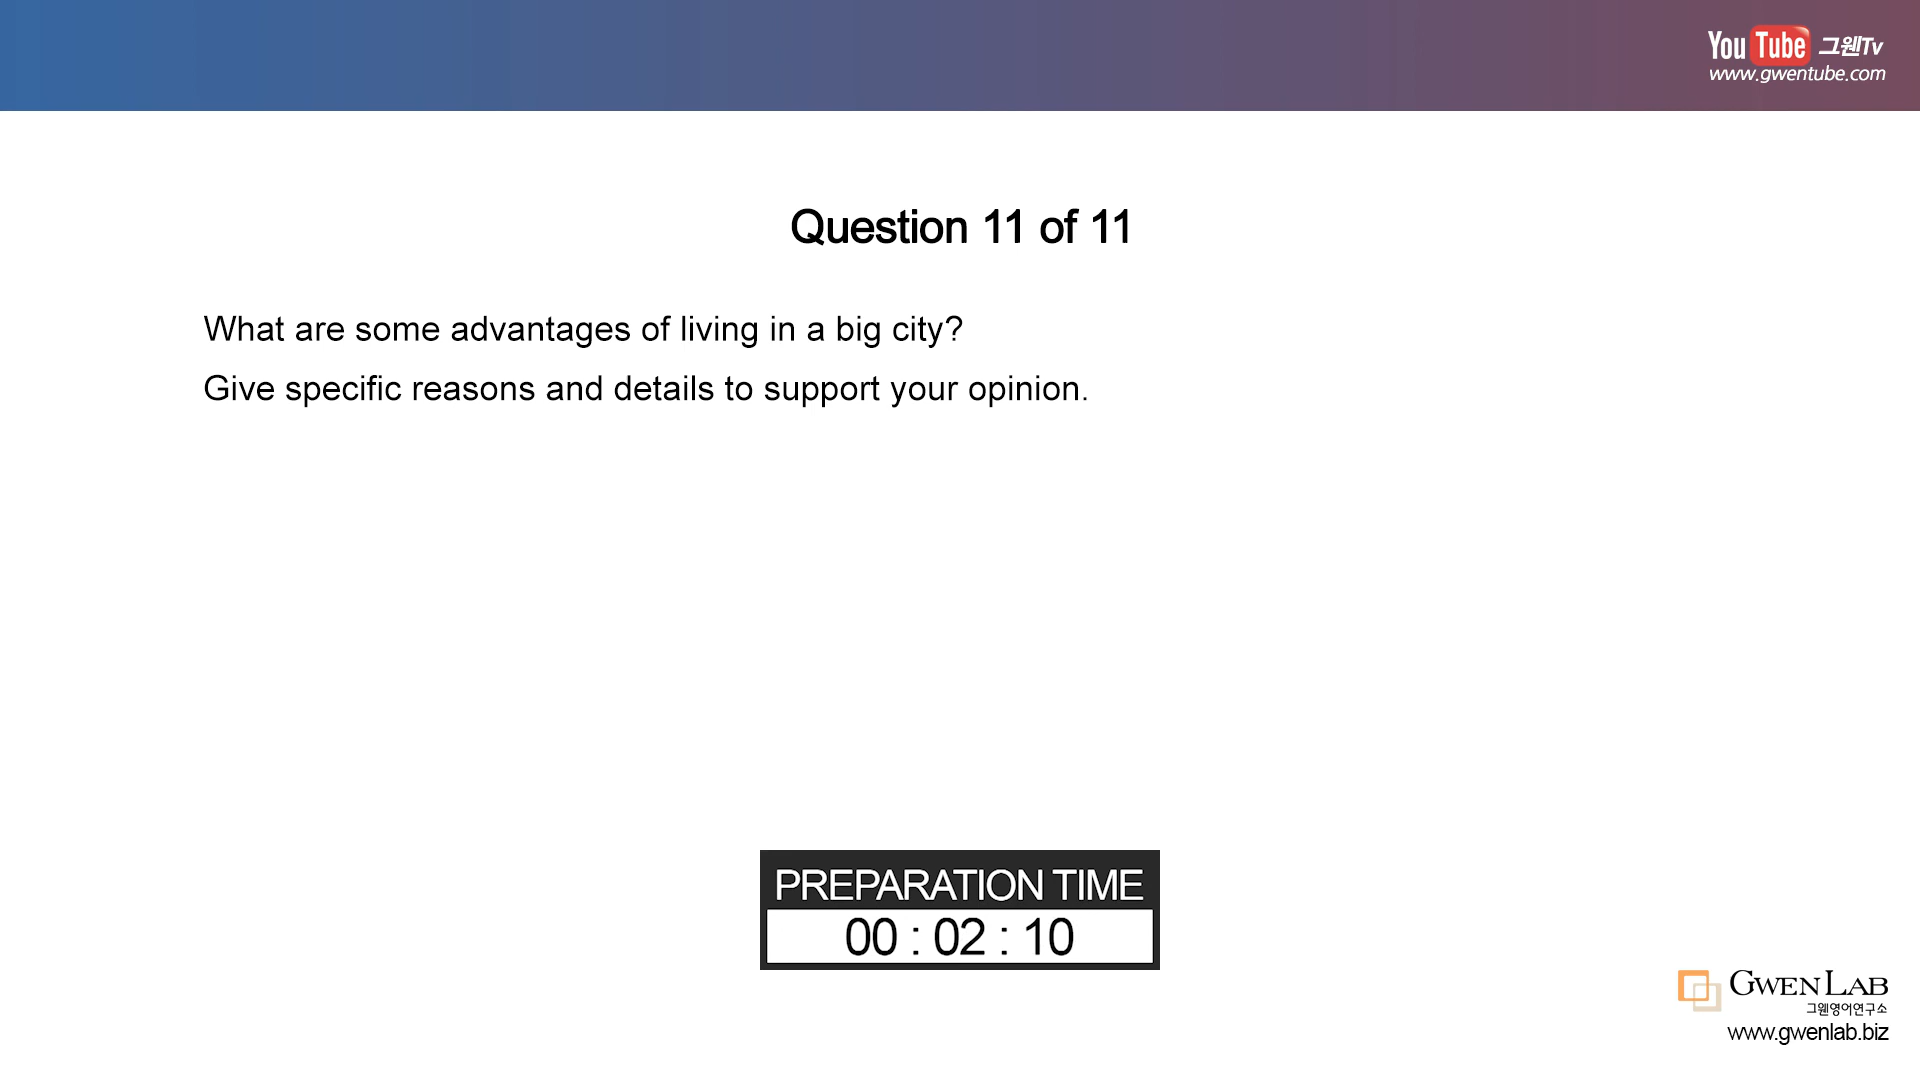 You Tube 그웬Tv
www.gwentube.com
Question 11 of 11
What are some advantages of living in a big city?
Give specific reasons and details to support your opinion.
PREPARATION TIME
00 : 02 : 10
GWEN LAB
그웬영어연구소
www.gwenlab.biz